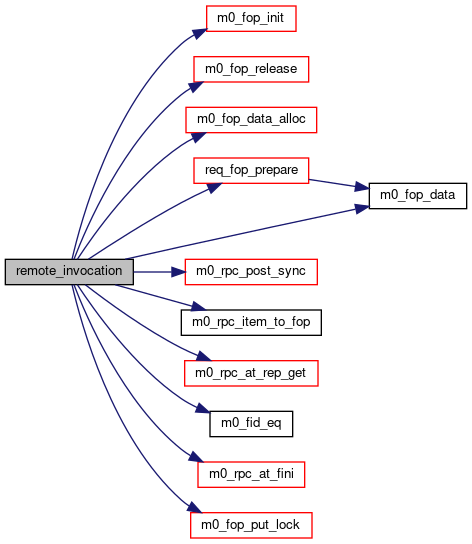 m0_fop_init
m0_fop_release
m0_fop_data_alloc
req_fop_prepare
m0_fop_data
remote_invocation
m0_rpc_post_sync
m0_rpc_item_to_fop
m0_rpc_at_rep_get
m0_fid_eq
m0_rpc_at_fini
m0_fop_put_lock